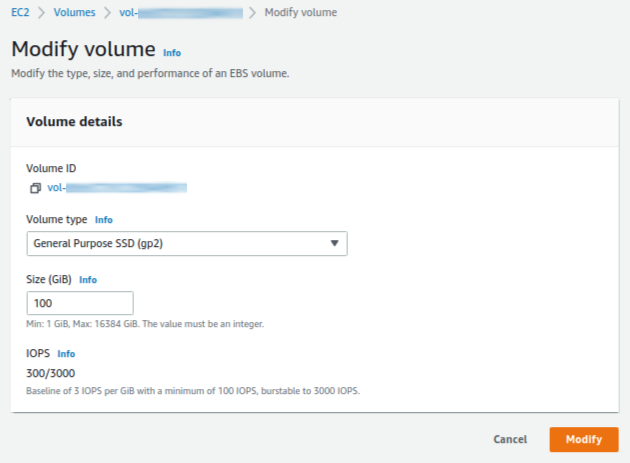 EC2 > Volumes > vol- > Modify volume
Modify volume Info
Modify the type, size, and performance of an EBS volume.
Volume details
Volume ID
vol-
Volume type Info
General Purpose SSD (gp2)
Size (GiB) Info
100
Min: 1 GiB, Max: 16384 GiB. The value must be an integer.
IOPS Info
300/3000
Baseline of 3 IOPS per GiB with a minimum of 100 IOPS, burstable to 3000 IOPS.
Cancel Modify